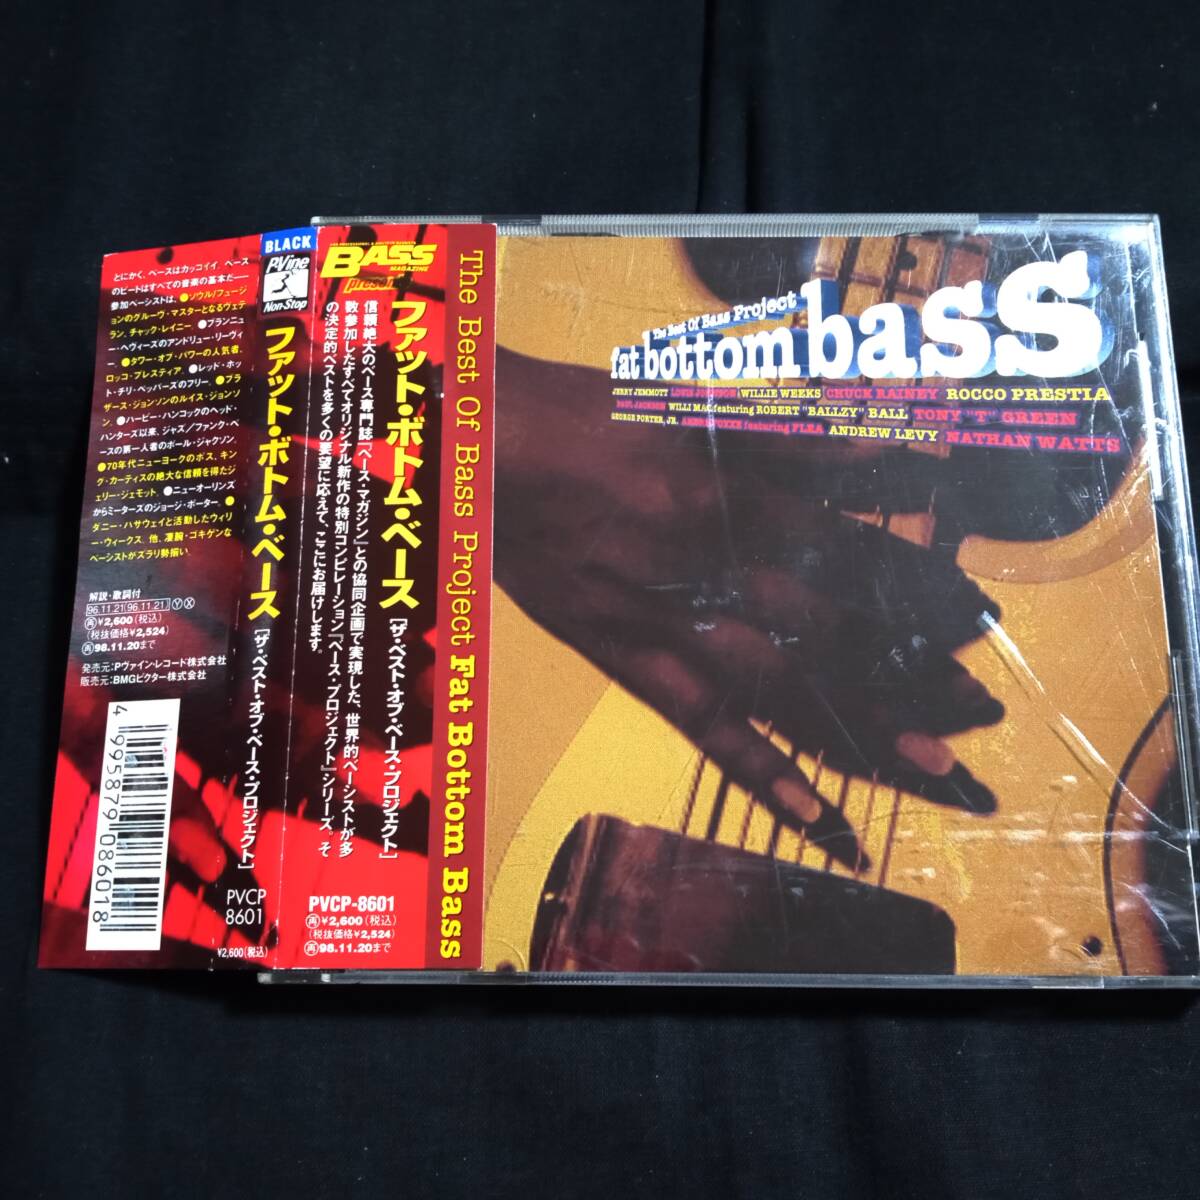 とにかく、ベースはカッコイイ。ベース
のビートはすべての音楽の基本だ——
参加ベーシストは、●ソウル/フュージ
ョンのグルーヴ・マスターとなるヴェテ
ラン、チャック・レイニー。●ブランニュ
ー・ヘヴィーズのアンドリュー・リーヴィ
ー。●タワー・オブ・パワーの人気者、
ロッコ・プレスティア。●レッド・ホッ
ト・チリ・ペッパーズのフリー。●ブラ
ザース・ジョンソンのルイス・ジョンソ
ン。●ハービー・ハンコックのヘッド・
ハンターズ以来、ジャズ/ファンク・ベ
ースの第一人者のポール・ジャクソン。
●70年代ニューヨークのボス、キン
グ・カーティスの絶大な信頼を得たジ
ェリー・ジェモット。●ニューオーリンズ
からミーターズのジョージ・ポーター。●
ダニー・ハサウェイと活動したウィリ
ー・ウィークス。他、凄腕・ゴキゲンな
ベーシストがズラリ勢揃い。
解説・歌詞付
96.11.21(96.11.21) Ⓨ Ⓧ
再¥2,600(税込)
(税抜価格¥2,524)
再98.11.20まで
発売元:Pヴァイン・レコード株式会社
販売元:BMGビクター株式会社
4 995879 086018
BLACK
PVine
Non-Stop
ファット・ボトム・ベース
[ザ・ベスト・オブ・ベース・プロジェクト]
PVCP
8601
¥2,600(税込)
BASS
MAGAZINE
presents
ファット・ボトム・ベース
[ザ・ベスト・オブ・ベース・プロジェクト]
信頼絶大のベース専門誌『ベース・マガジン』との協同企画で実現した、世界的ベーシストが多
数参加したすべてオリジナル新作の特別コンピレーション『ベース・プロジェクト』シリーズ。そ
の決定的ベストを多くの要望に応えて、ここにお届けします。
PVCP-8601
再¥2,600(税込)
(税抜価格¥2,524)
再98.11.20まで
The Best Of Bass Project Fat Bottom Bass
The Best Of Bass Project
fat bottom bass
JERRY JEMMOTT LOUIS JOHNSON WILLIE WEEKS CHUCK RAINEY ROCCO PRESTIA
PAUL JACKSON WILL MAC featuring ROBERT "BALLZY" BALL TONY "T" GREEN
GEORGE PORTER, JR. ANDRE FOXXE featuring FLEA ANDREW LEVY NATHAN WATTS